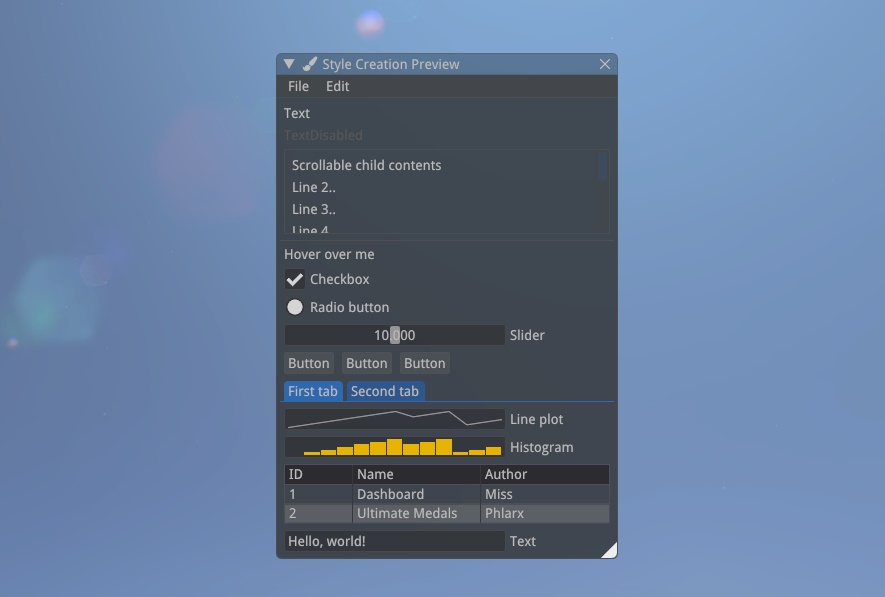 Style Creation Preview
File Edit
Text
TextDisabled
Scrollable child contents
Line 2..
Line 3..
Line 4
Hover over me
Checkbox
Radio button
10.000 Slider
Button Button Button
First tab Second tab
Line plot
Histogram
ID Name Author
1 Dashboard Miss
2 Ultimate Medals Phlarx
Hello, world! Text